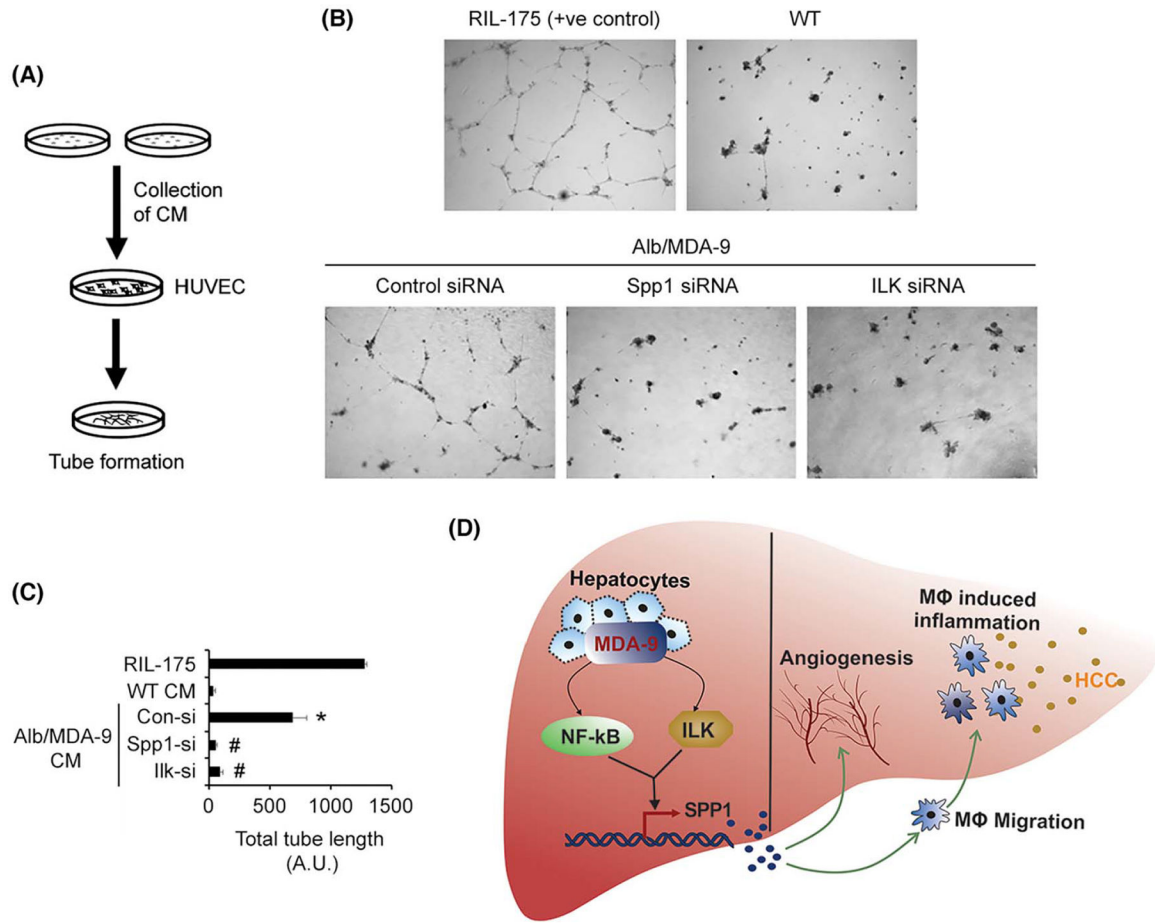 (A)
Collection
of CM
HUVEC
Tube formation
(B)
RIL-175 (+ve control)
WT
Alb/MDA-9
Control siRNA
Spp1 siRNA
ILK siRNA
(C)
RIL-175
WT CM
Alb/MDA-9
CM
Con-si
Spp1-si
Ilk-si
*
#
#
0
500
1000
1500
Total tube length
(A.U.)
(D)
Hepatocytes
MDA-9
NF-kB
ILK
SPP1
Angiogenesis
MΦ induced
inflammation
HCC
MΦ Migration